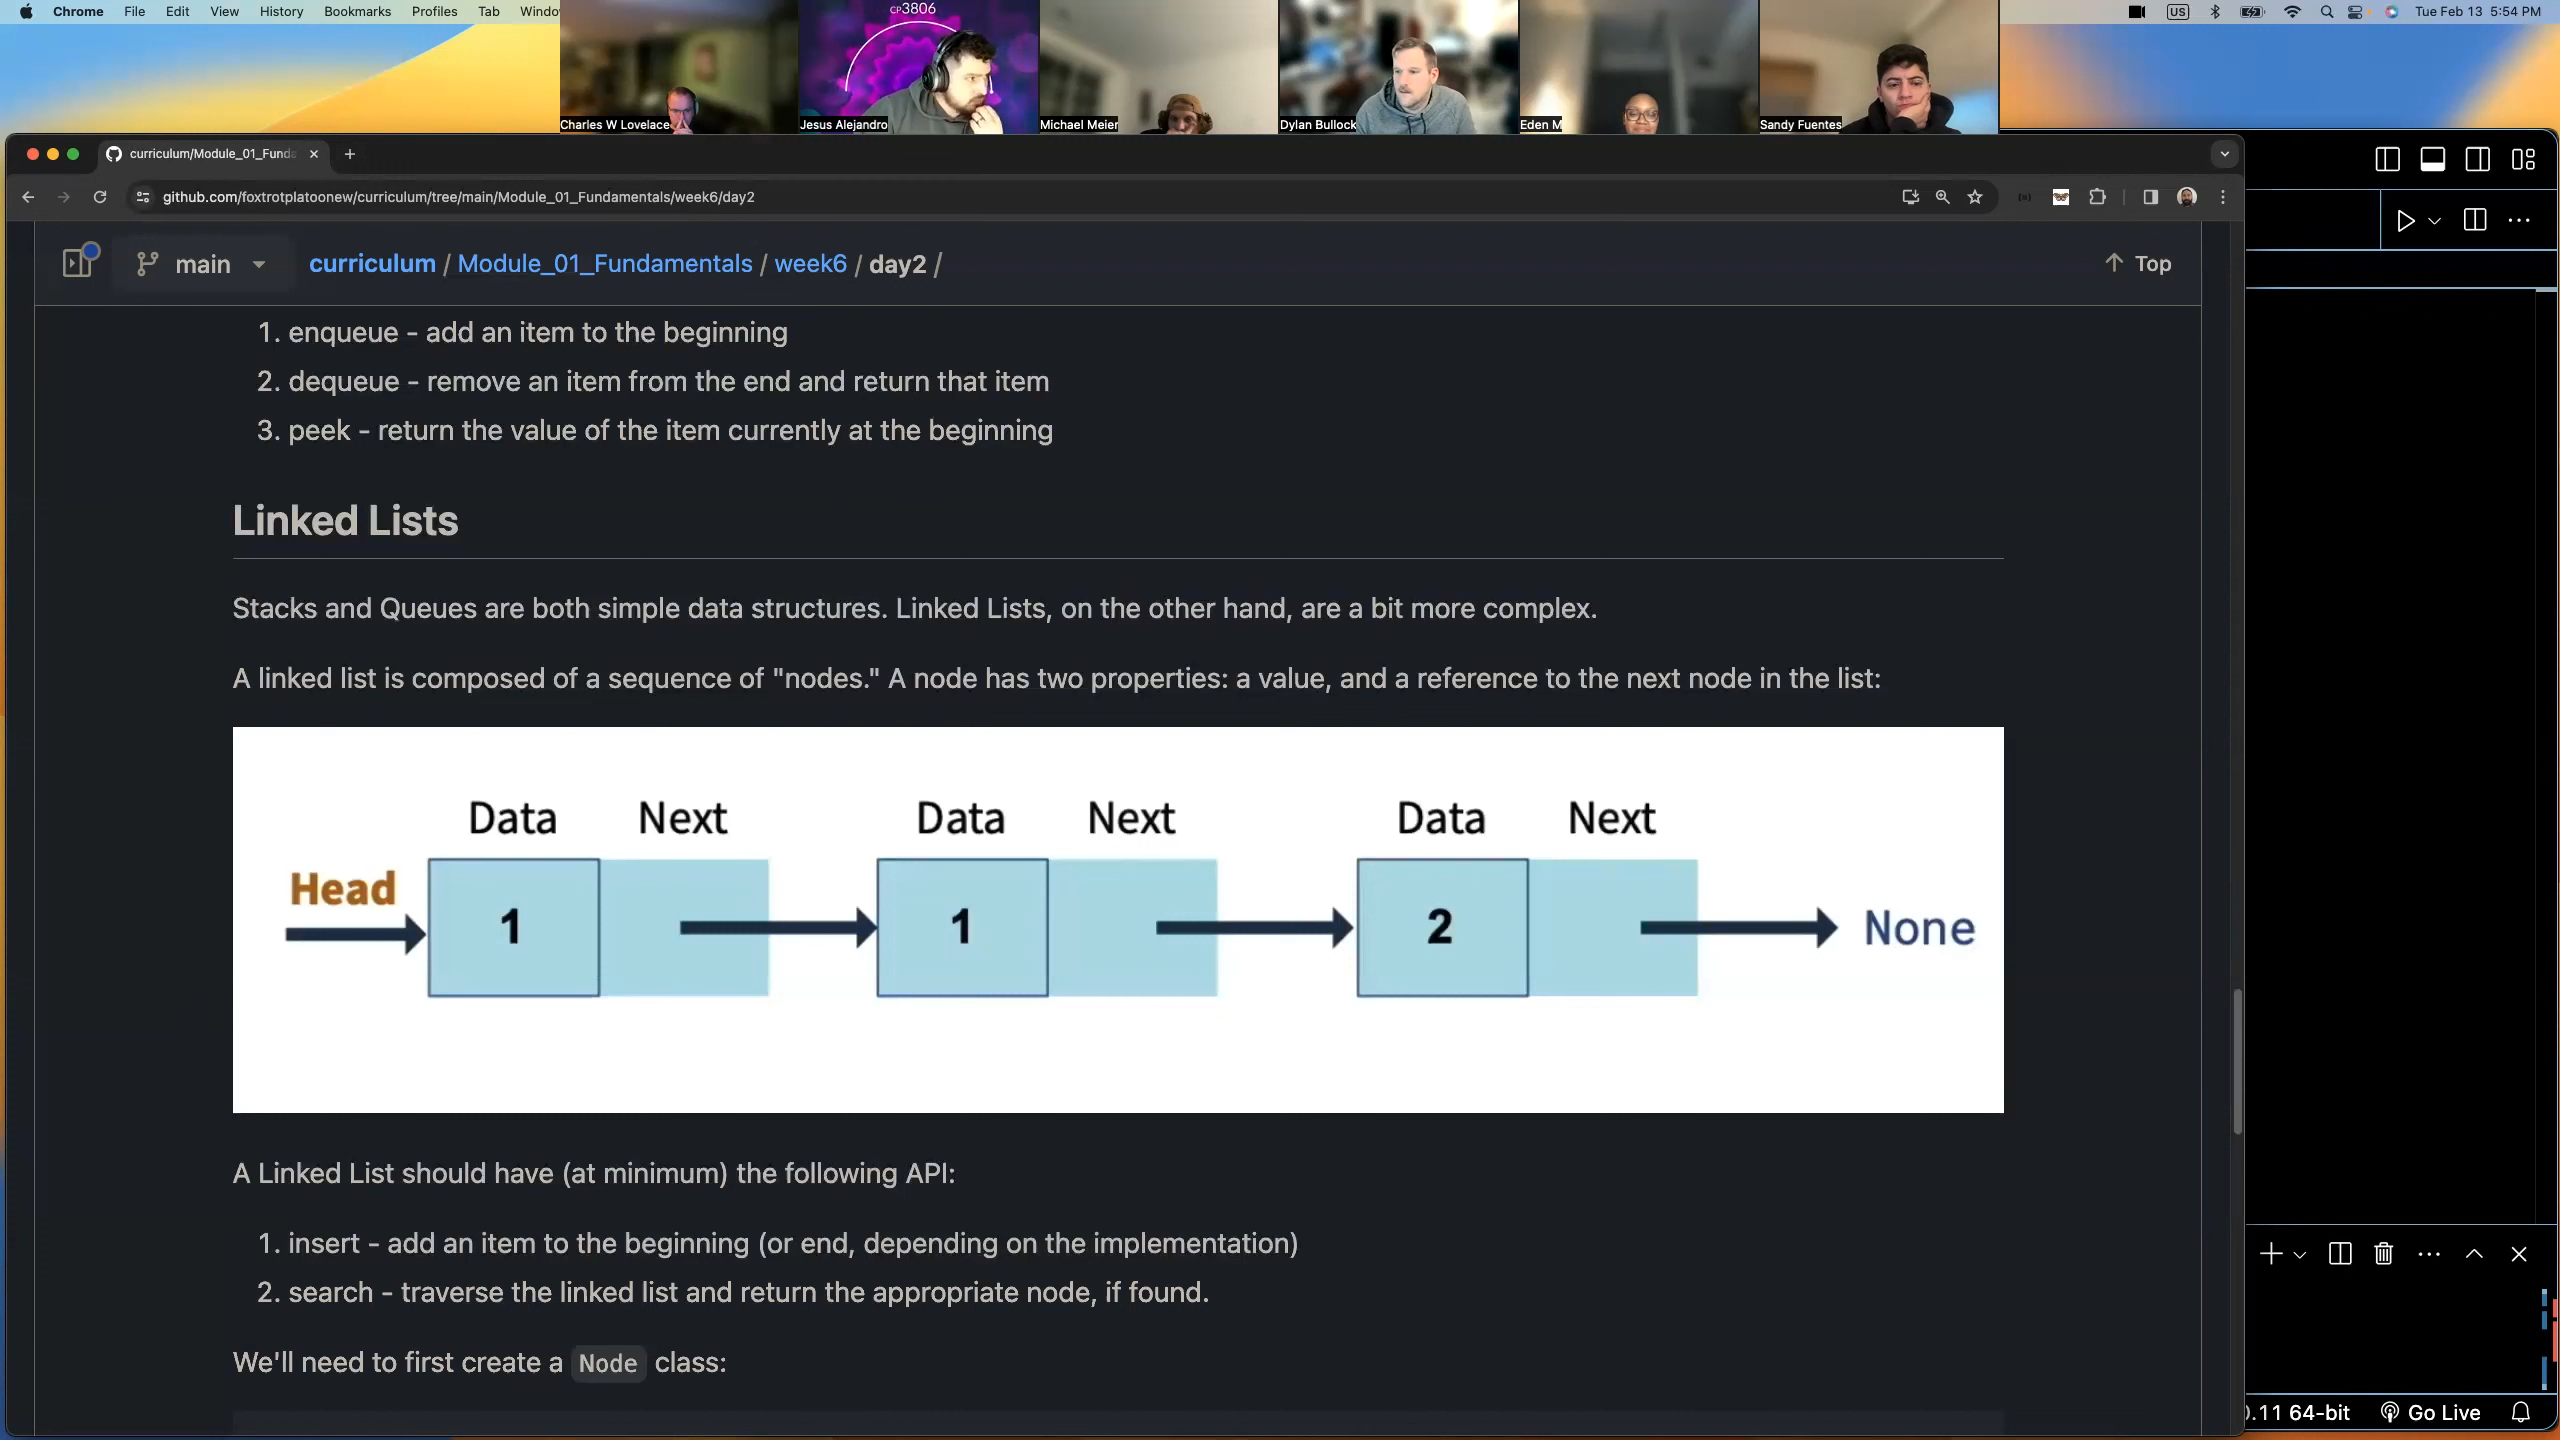 Chrome File Edit View History Bookmarks Profiles Tab Windo
US Tue Feb 13 5:54 PM
CP3806
Charles W Lovelace Jesus Alejandro Michael Meier Dylan Bullock Eden M Sandy Fuentes
curriculum/Module_01_Funda
github.com/foxtrotplatoonew/curriculum/tree/main/Module_01_Fundamentals/week6/day2
main curriculum / Module_01_Fundamentals / week6 / day2 / Top
1. enqueue - add an item to the beginning
2. dequeue - remove an item from the end and return that item
3. peek - return the value of the item currently at the beginning
Linked Lists
Stacks and Queues are both simple data structures. Linked Lists, on the other hand, are a bit more complex.
A linked list is composed of a sequence of "nodes." A node has two properties: a value, and a reference to the next node in the list:
Data Next Data Next Data Next
Head 1 1 2 None
A Linked List should have (at minimum) the following API:
1. insert - add an item to the beginning (or end, depending on the implementation)
2. search - traverse the linked list and return the appropriate node, if found.
We'll need to first create a Node class:
.11 64-bit Go Live